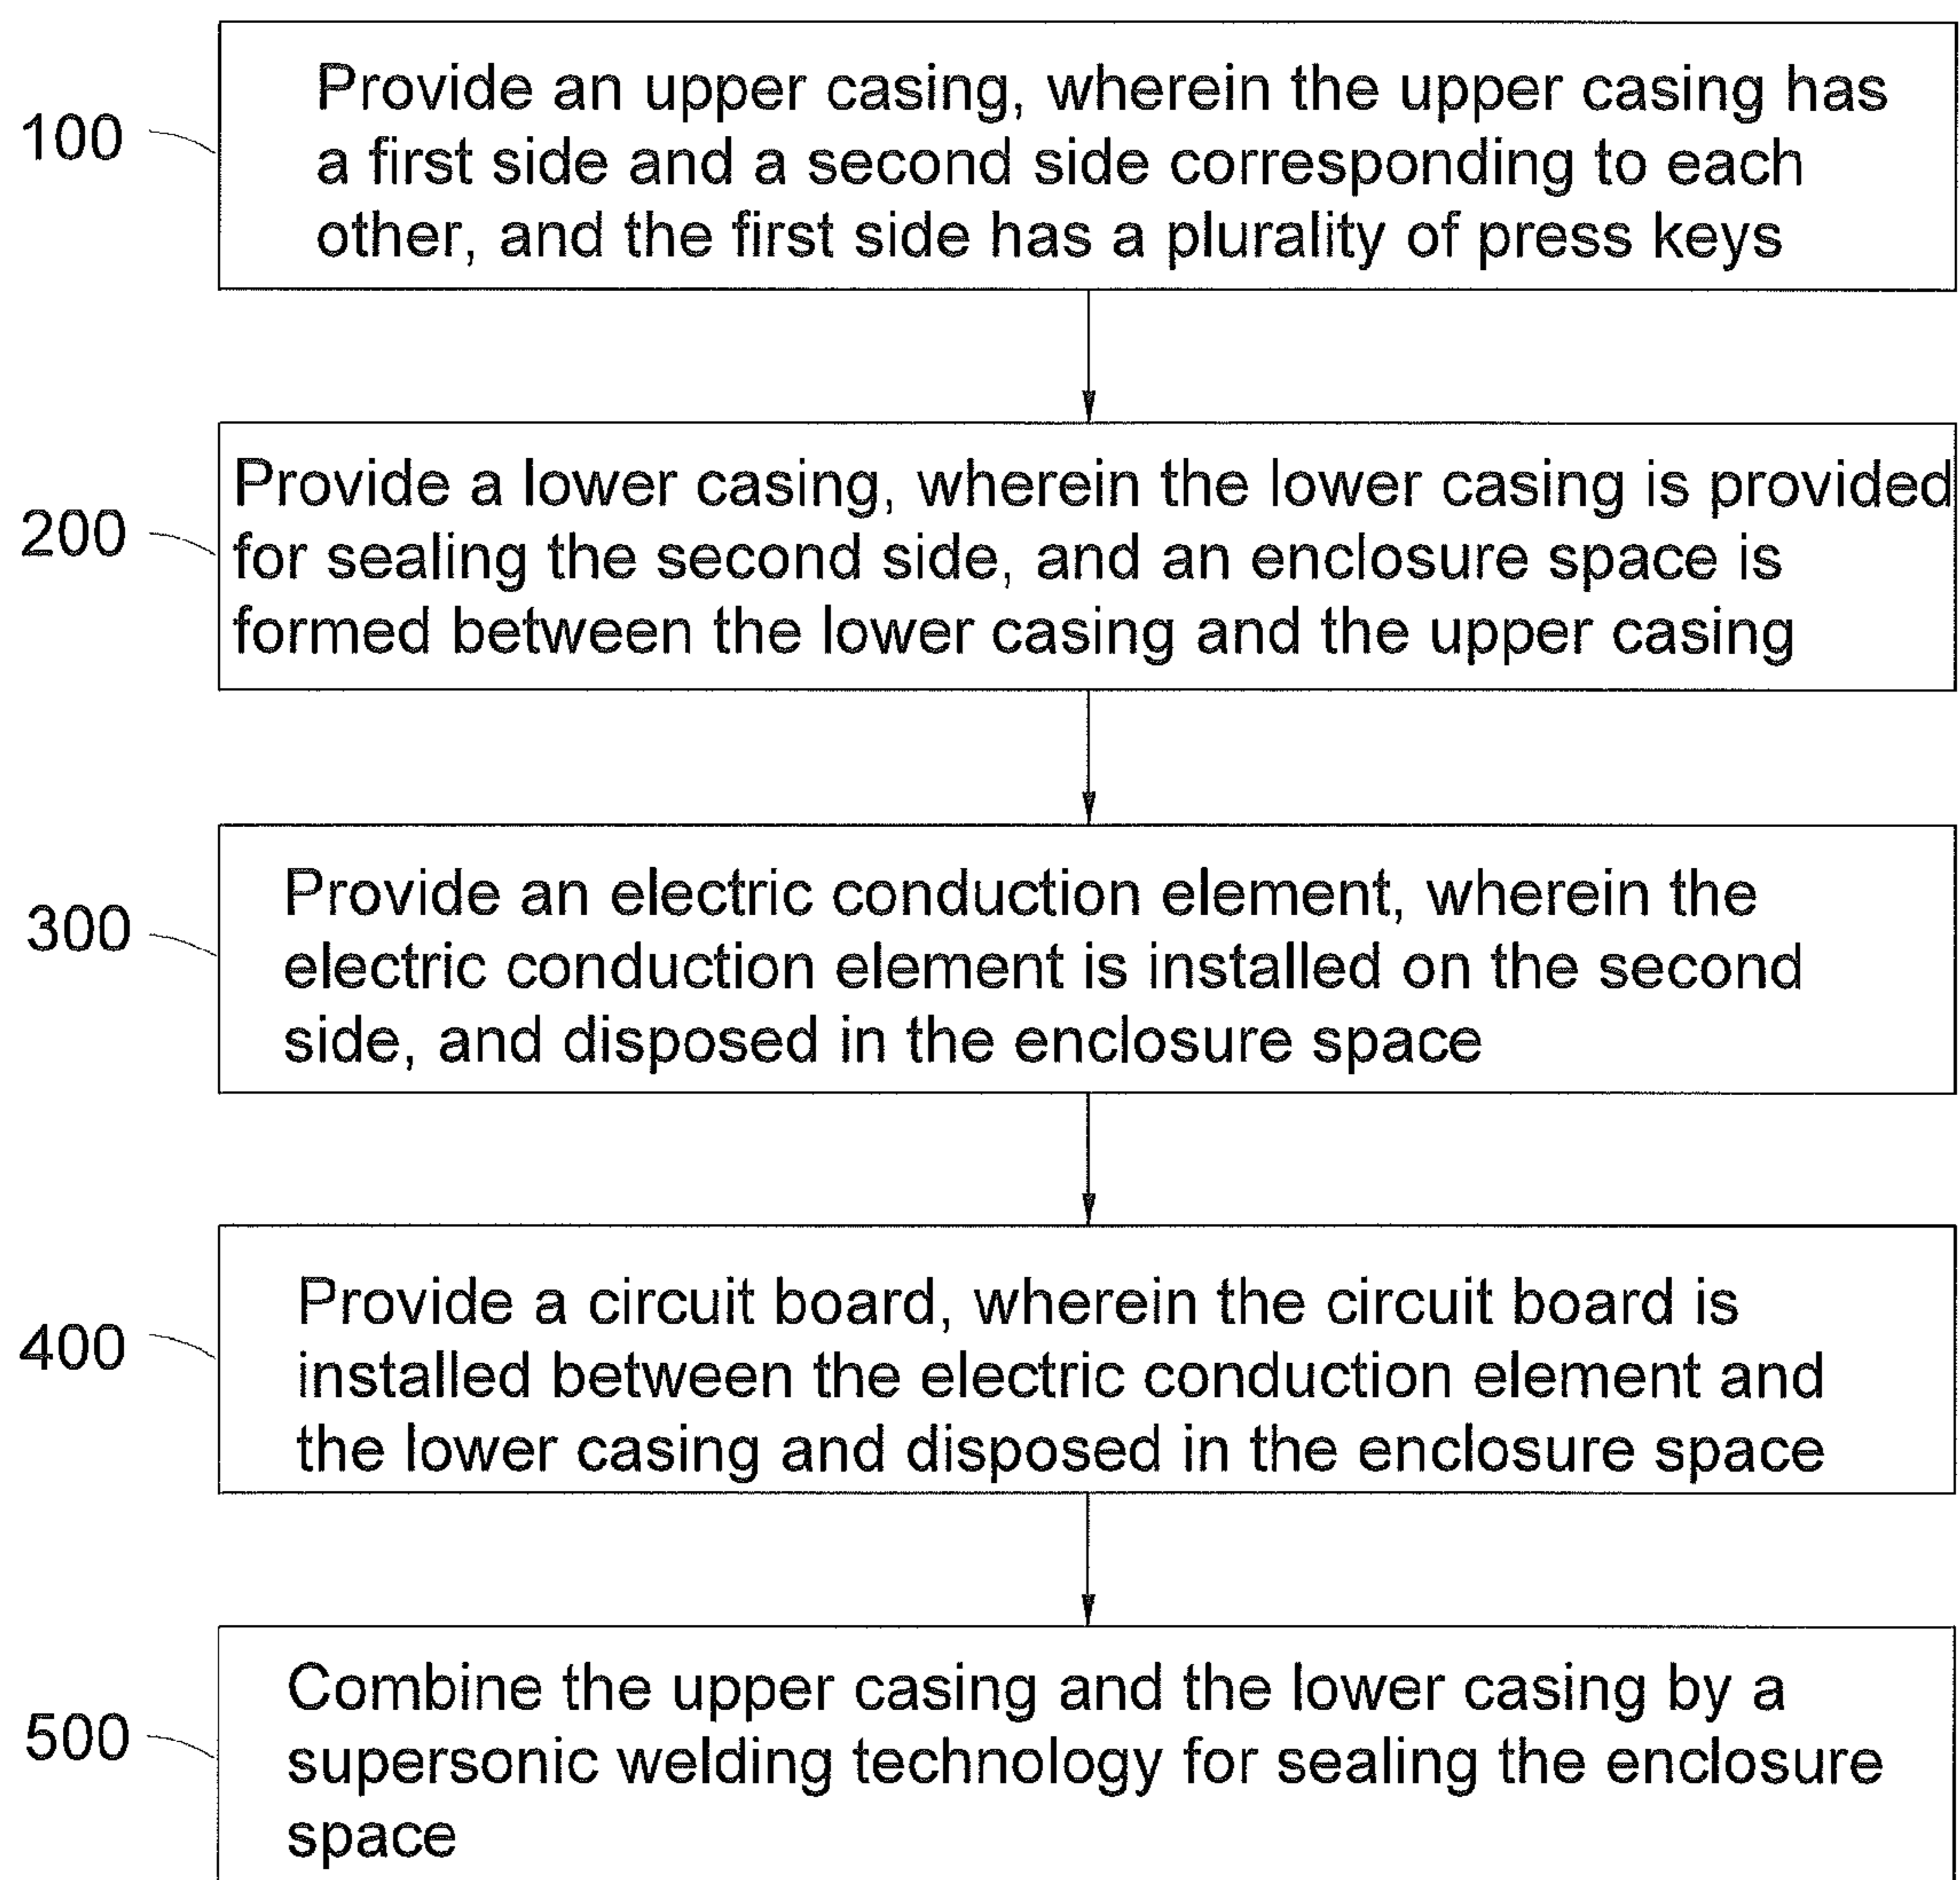 100
Provide an upper casing, wherein the upper casing has
a first side and a second side corresponding to each
other, and the first side has a plurality of press keys
200
Provide a lower casing, wherein the lower casing is provided
for sealing the second side, and an enclosure space is
formed between the lower casing and the upper casing
300
Provide an electric conduction element, wherein the
electric conduction element is installed on the second
side, and disposed in the enclosure space
400
Provide a circuit board, wherein the circuit board is
installed between the electric conduction element and
the lower casing and disposed in the enclosure space
500
Combine the upper casing and the lower casing by a
supersonic welding technology for sealing the enclosure
space